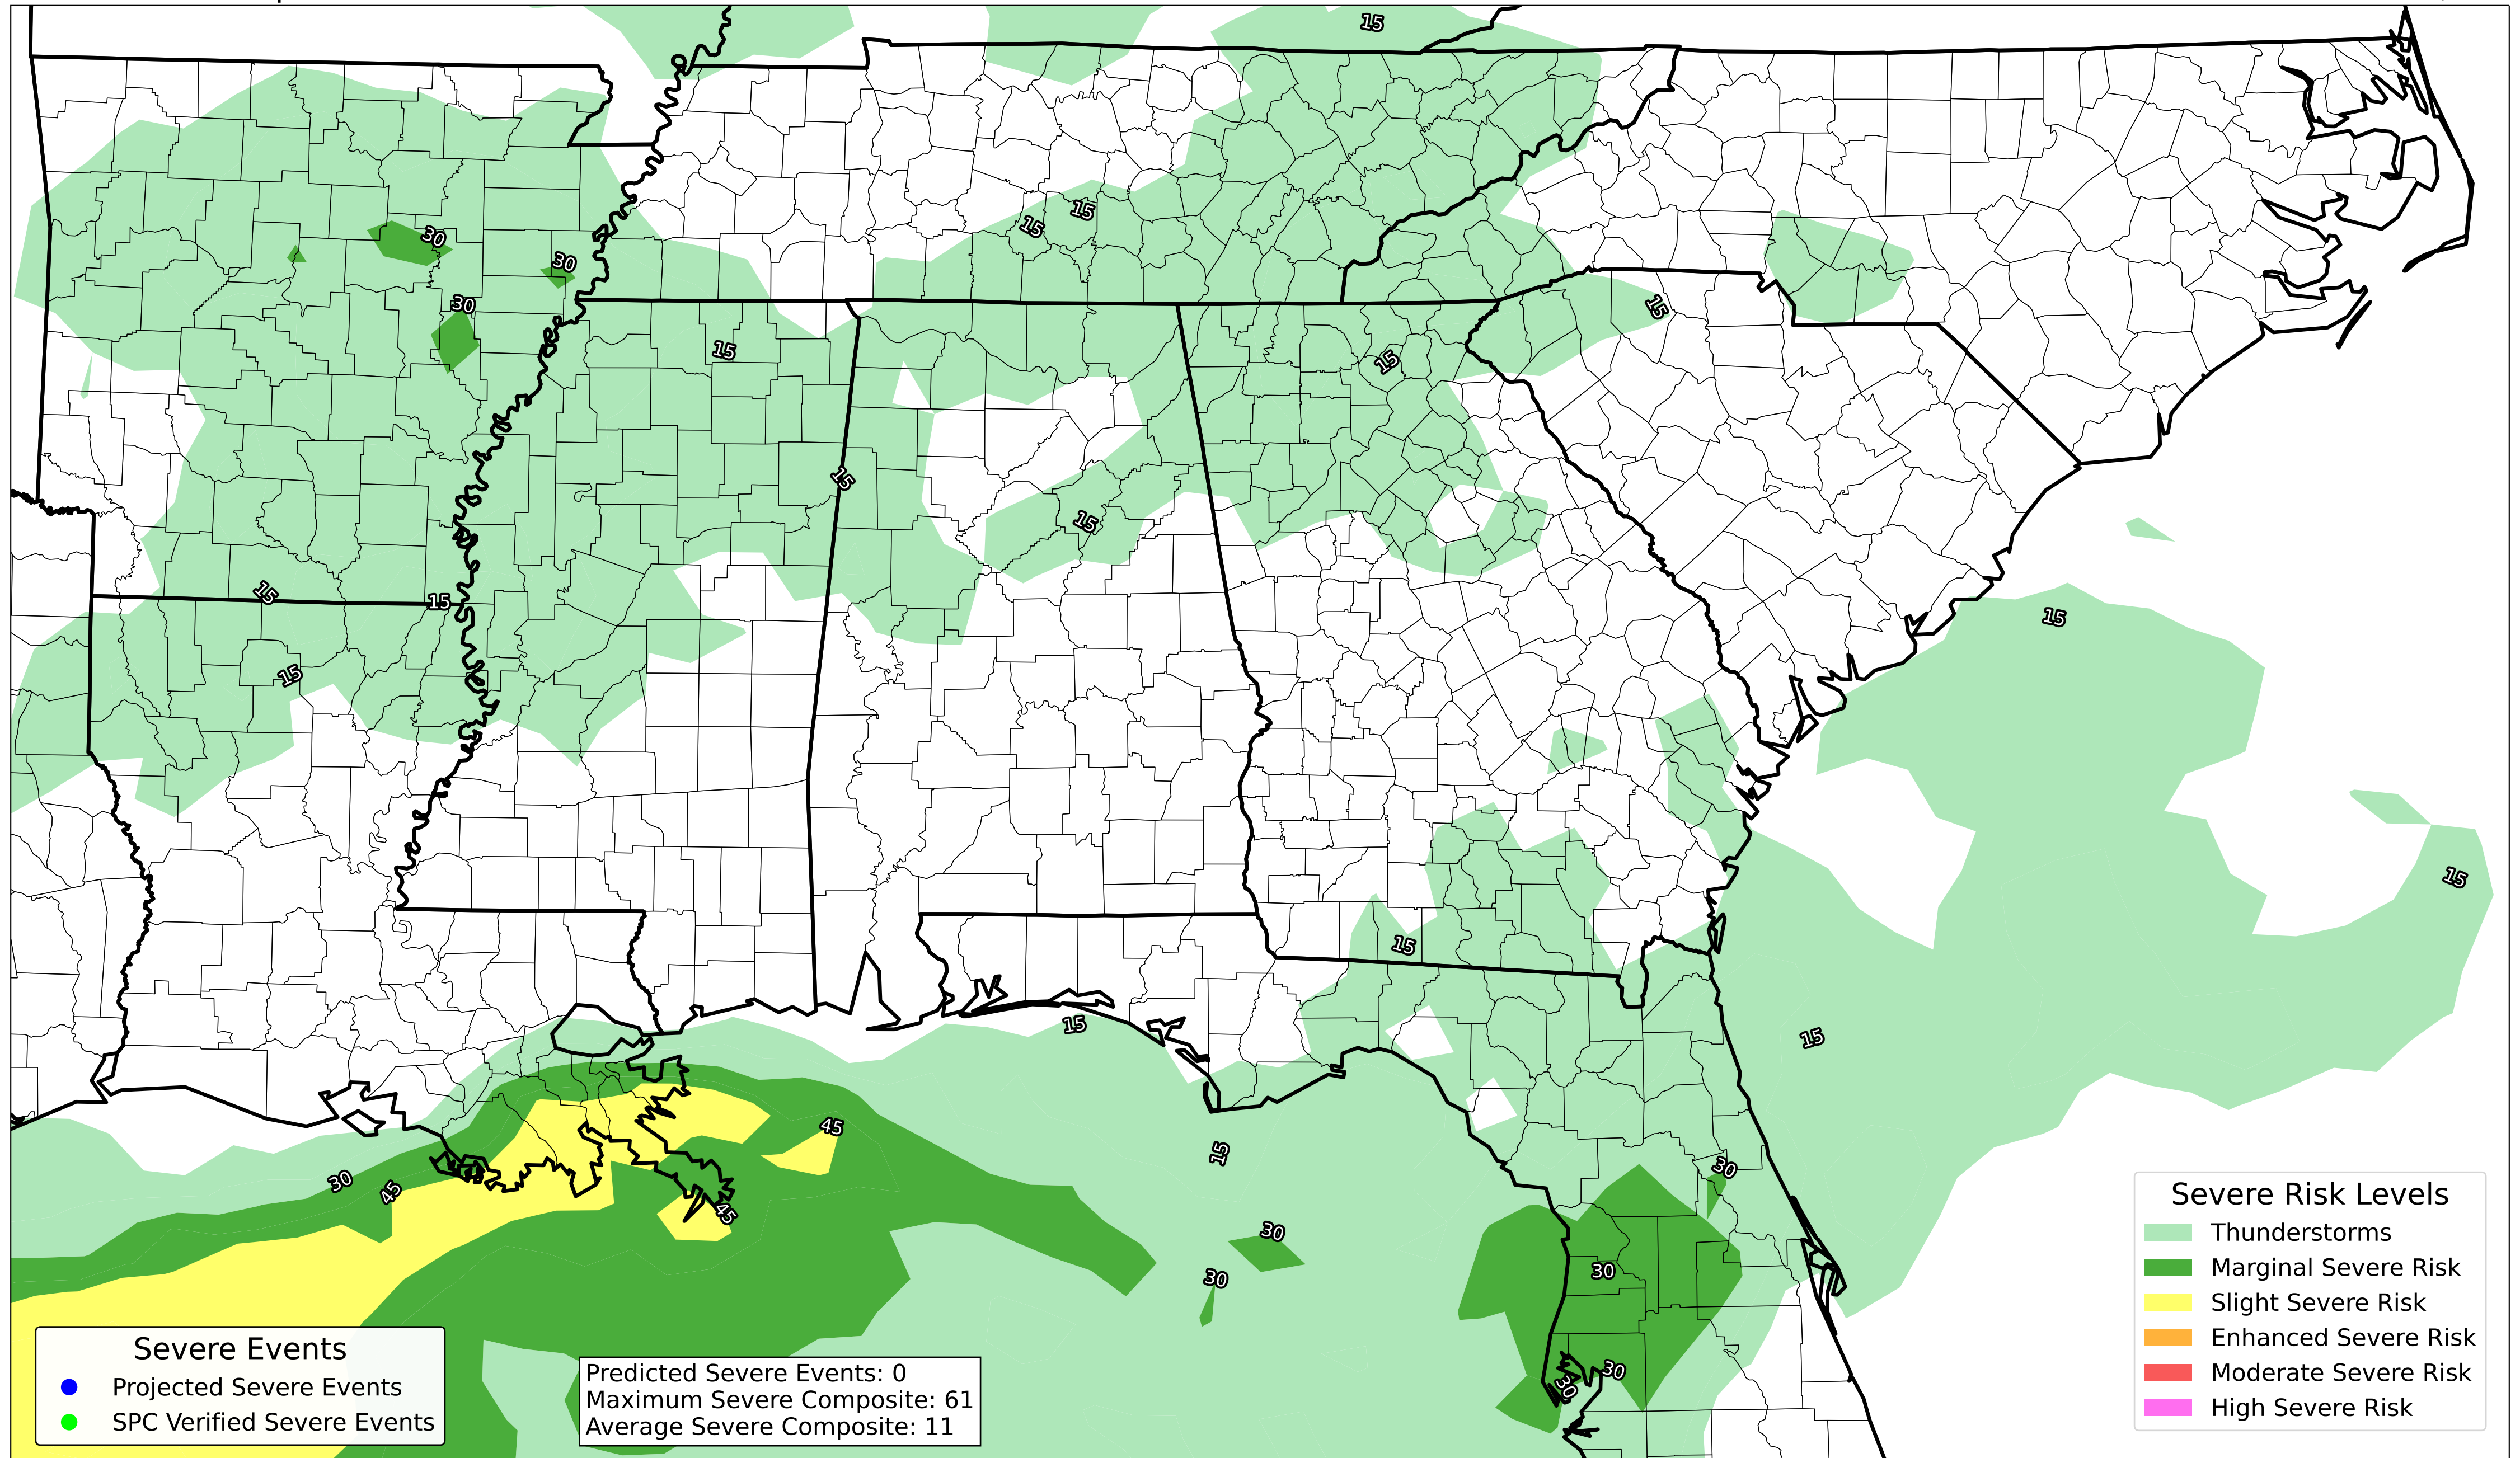 15
15
15
30
30
30
15
15
15
15
15
15
15
15
15
15
15
15
15
15
45
15
30
30
45
45
30
30
30
30
30
Severe Risk Levels
Thunderstorms
Marginal Severe Risk
Slight Severe Risk
Enhanced Severe Risk
Moderate Severe Risk
High Severe Risk
Severe Events
Projected Severe Events
SPC Verified Severe Events
Predicted Severe Events: 0
Maximum Severe Composite: 61
Average Severe Composite: 11